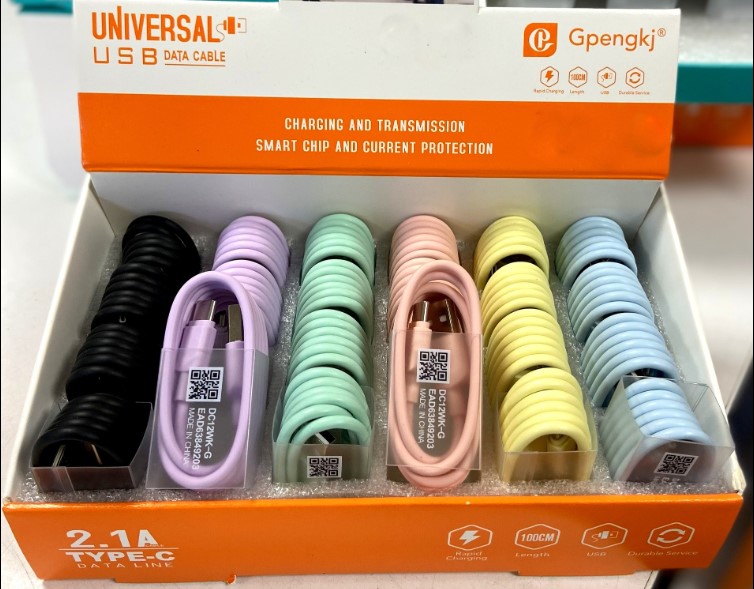 UNIVERSAL
USB DATA CABLE
Gpengkj®
Rapid Charging
100CM
Length
USB
Durable Service
CHARGING AND TRANSMISSION
SMART CHIP AND CURRENT PROTECTION
DC12WK-G
EAD63849203
MADE IN CHINA
DC12WK-G
EAD63849203
MADE IN CHINA
2.1A
TYPE-C
DATA LINE
Rapid
Charging
100CM
Length
USB
Durable Service